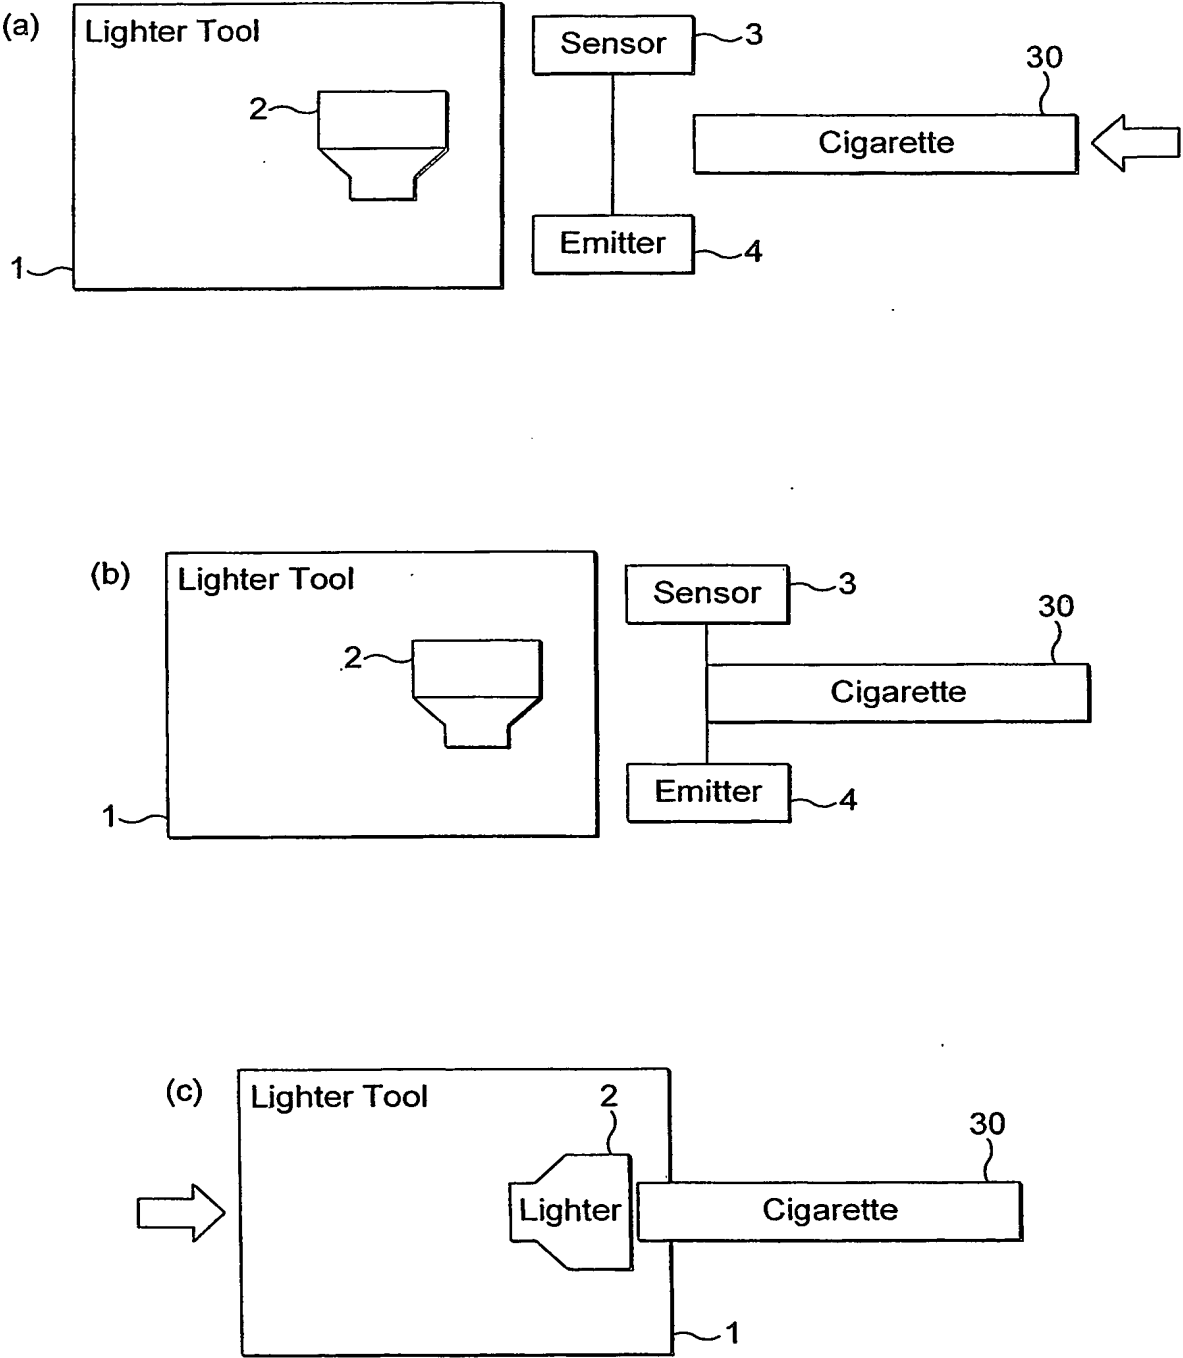 (a)
Lighter Tool
Sensor
3
30
2
Cigarette
Emitter
4
1
(b)
Lighter Tool
Sensor
3
30
2
Cigarette
Emitter
4
1
(c)
Lighter Tool
2
30
Lighter
Cigarette
1